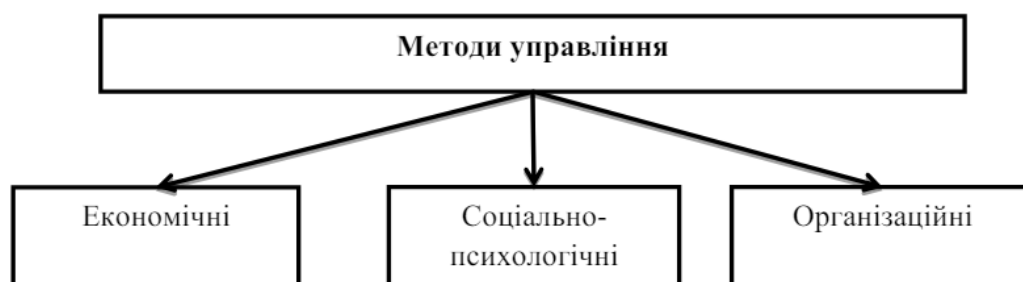 Методи управління
Економічні
Соціально-
психологічні
Організаційні